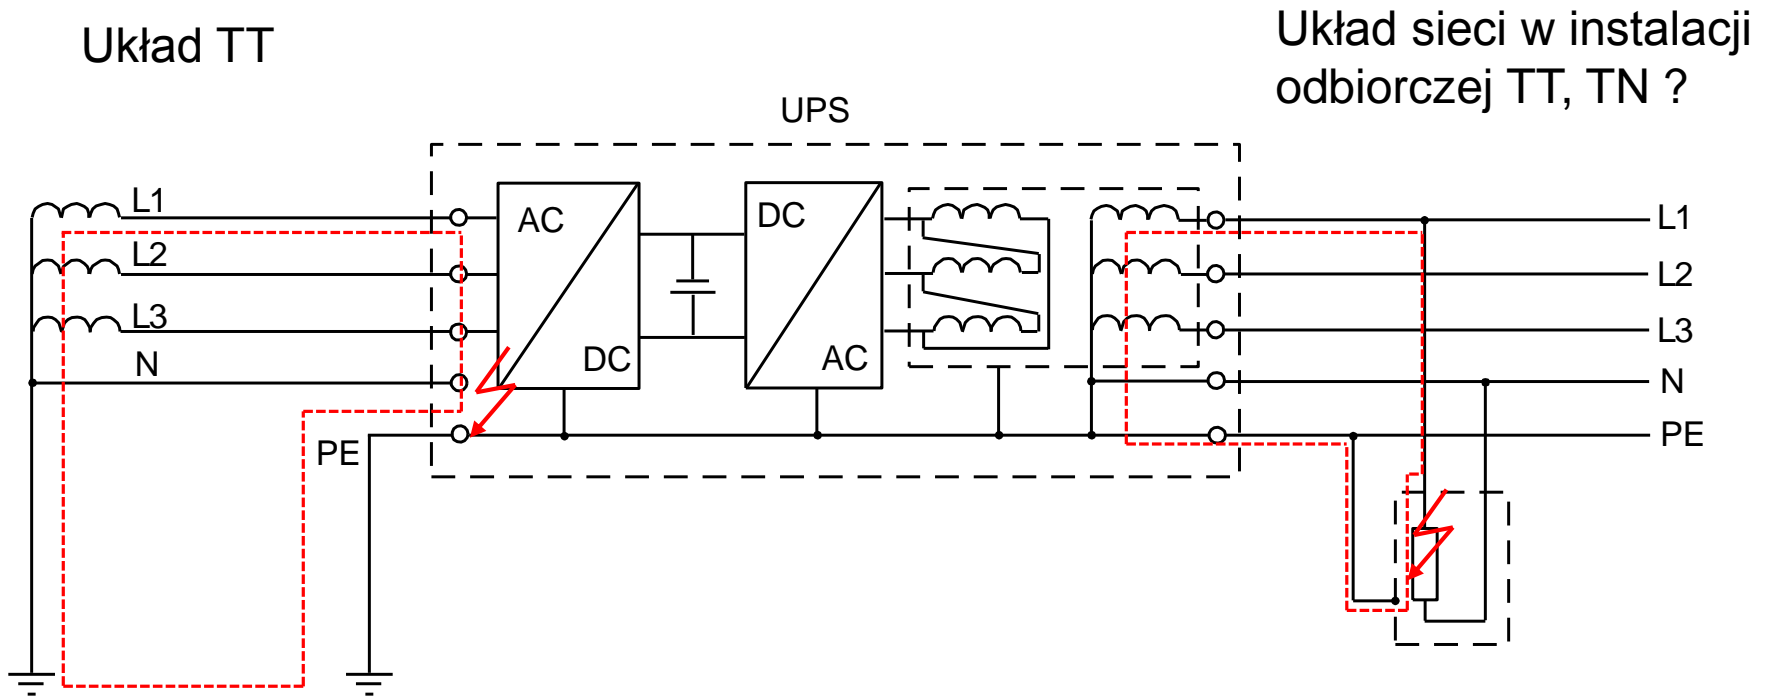 Układ TT
Układ sieci w instalacji
odbiorczej TT, TN ?
UPS
L1
L2
L3
N
PE
AC
DC
DC
AC
L1
L2
L3
N
PE